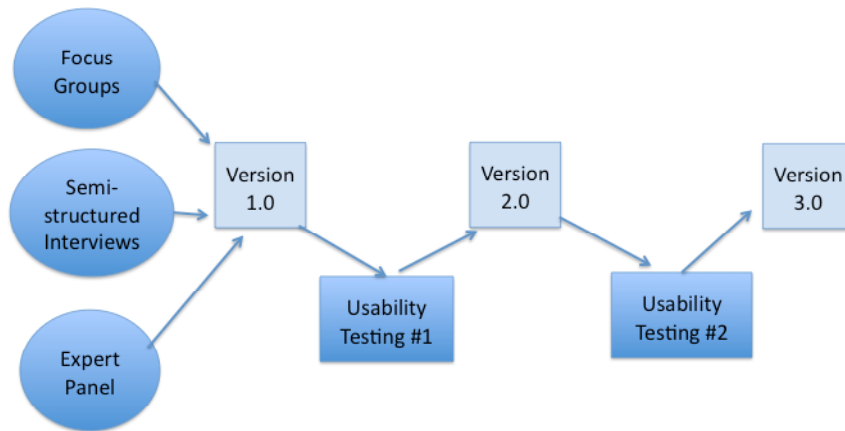 Focus
Groups
Semi-
structured
Interviews
Expert
Panel
Version
1.0
Usability
Testing #1
Version
2.0
Usability
Testing #2
Version
3.0